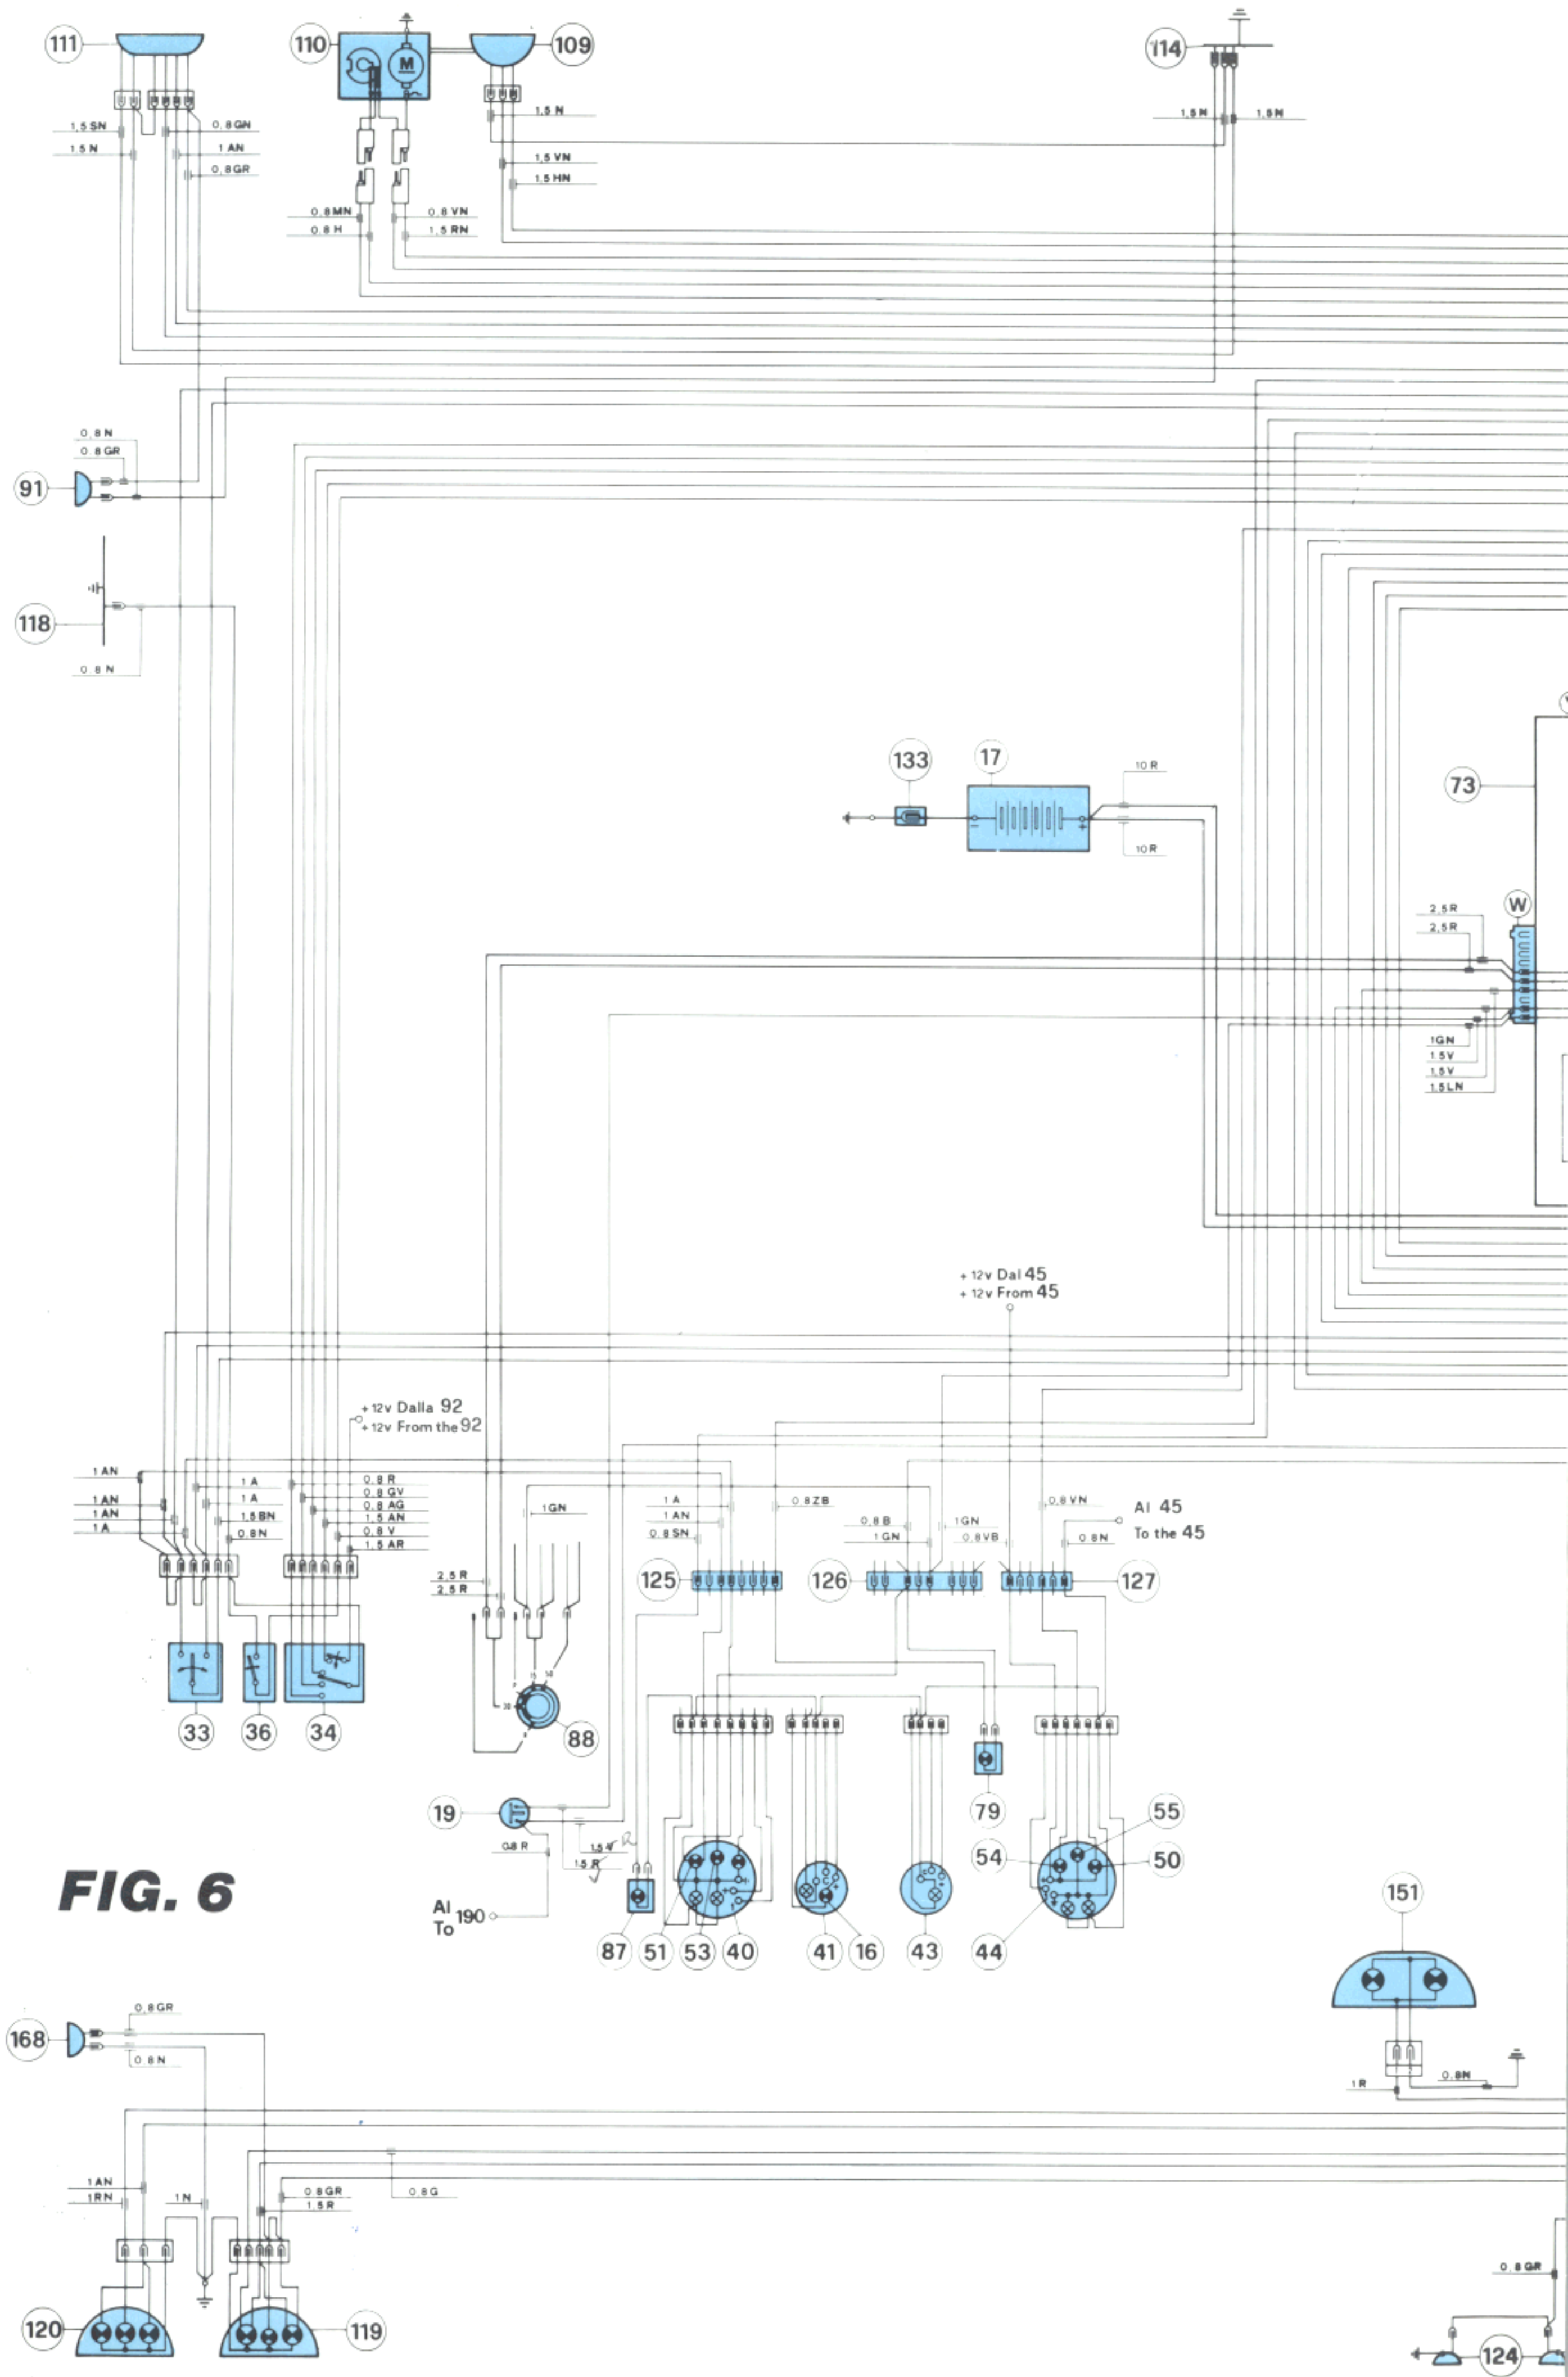 111
110
109
114
M
1,5 SN
1.5 N
0.8 GN
1 AN
0.8 GR
1,5 N
1,5 VN
1.5 HN
1.5 N
1.5 N
0.8 MN
0.8 H
0.8 VN
1,5 RN
0.8 N
0.8 GR
91
118
0.8 N
133
17
10 R
10 R
-
+
73
W
2,5 R
2,5 R
1GN
1.5V
1.5V
1.5LN
+ 12v Dal 45
+ 12v From 45
+ 12v Dalla 92
+ 12v From the 92
1 AN
1 AN
1 AN
1 A
1 A
1 A
1.5 BN
0.8 N
0.8 R
0.8 GV
0.8 AG
1.5 AN
0.8 V
1.5 AR
1GN
2.5 R
2.5 R
1 A
1 AN
0.8 SN
0.8 ZB
0.8 B
1GN
1GN
0.8 VB
0.8 VN
0.8 N
Al 45
To the 45
125
126
127
33
36
34
15
50
30
88
19
0.8 R
1.5 V
1.5 R
79
55
54
50
FIG. 6
Al
To 190
87
51
53
40
41
16
43
44
151
168
0.8 GR
0.8 N
1 R
0.8N
1 AN
1 RN
1 N
0.8 GR
1.5 R
0.8 G
0.8 GR
120
119
124